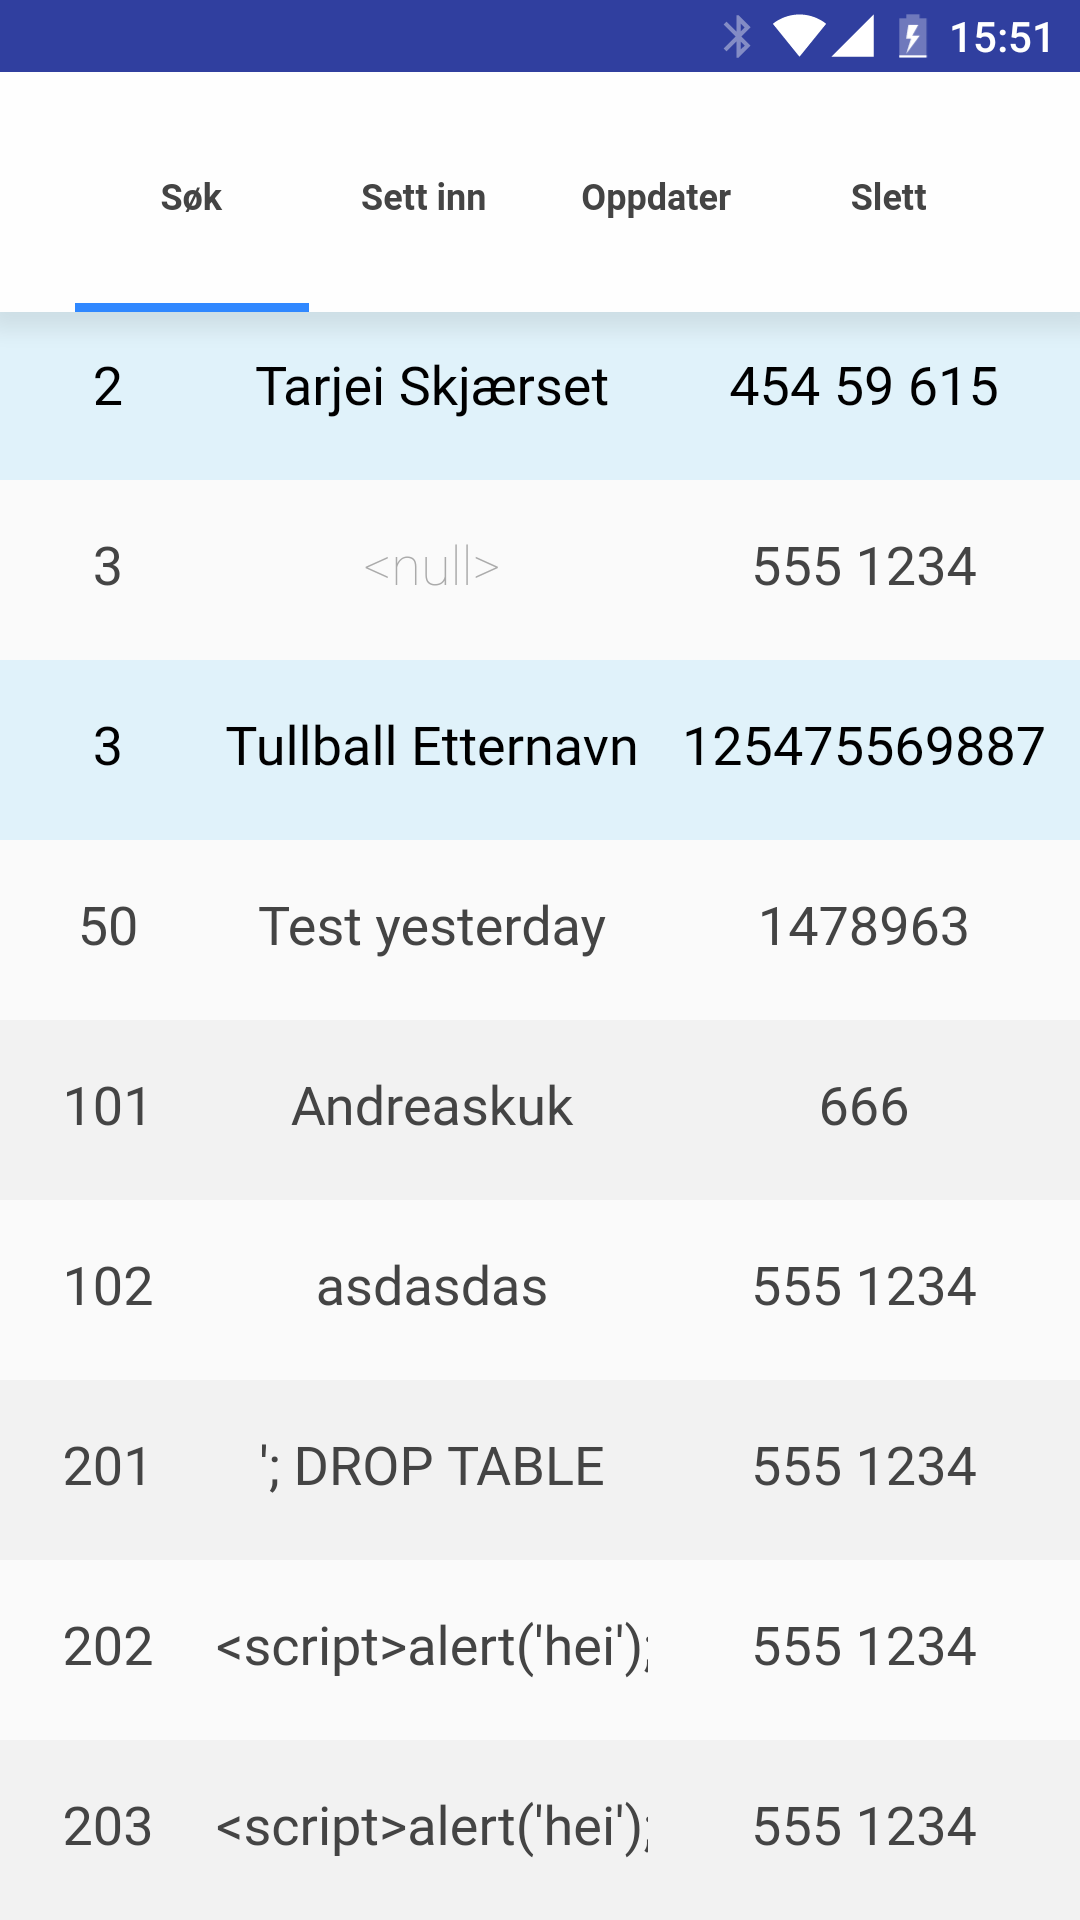 15:51
Søk Sett inn Oppdater Slett
2 Tarjei Skjærset 454 59 615
3 <null> 555 1234
3 Tullball Etternavn 125475569887
50 Test yesterday 1478963
101 Andreaskuk 666
102 asdasdas 555 1234
201 '; DROP TABLE 555 1234
202 <script>alert('hei'); 555 1234
203 <script>alert('hei'); 555 1234